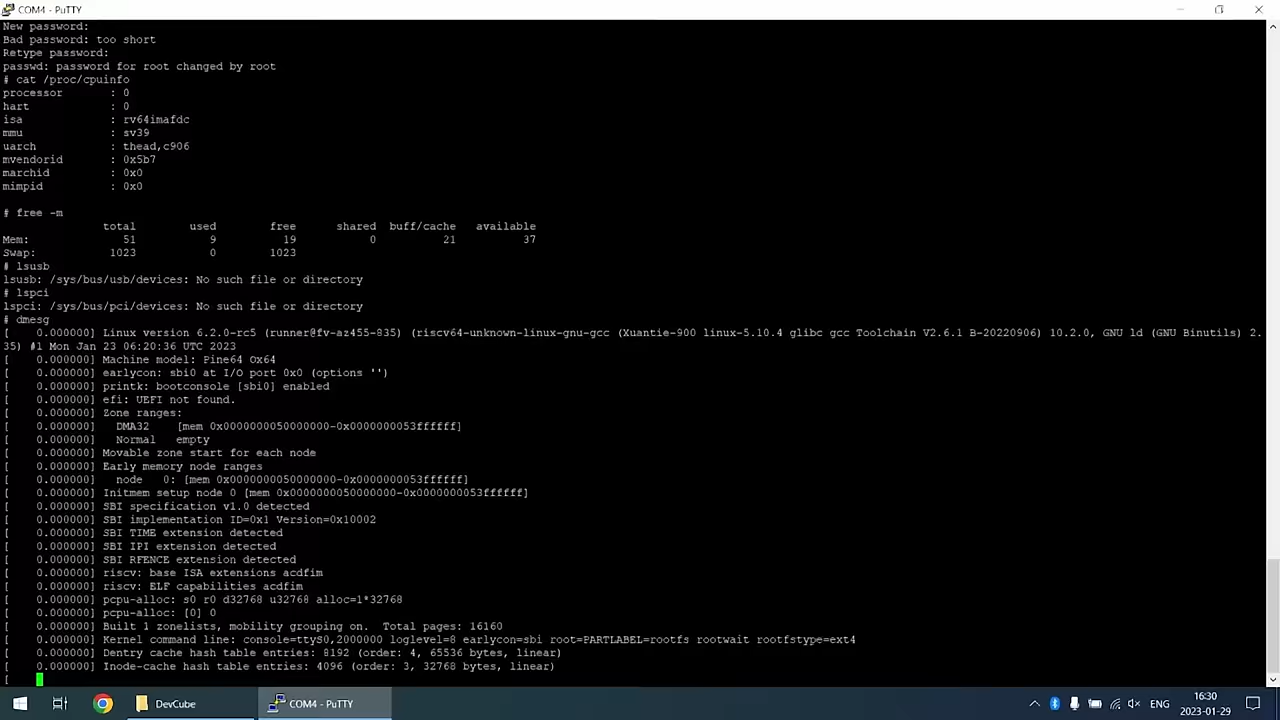 COM4 - PuTTY
New password:
Bad password: too short
Retype password:
passwd: password for root changed by root
# cat /proc/cpuinfo
processor : 0
hart : 0
isa : rv64imafdc
mmu : sv39
uarch : thead,c906
mvendorid : 0x5b7
marchid : 0x0
mimpid : 0x0
# free -m
total used free shared buff/cache available
Mem: 51 9 19 0 21 37
Swap: 1023 0 1023
# lsusb
lsusb: /sys/bus/usb/devices: No such file or directory
# lspci
lspci: /sys/bus/pci/devices: No such file or directory
# dmesg
[ 0.000000] Linux version 6.2.0-rc5 (runner@fv-az455-835) (riscv64-unknown-linux-gnu-gcc (Xuantie-900 linux-5.10.4 glibc gcc Toolchain V2.6.1 B-20220906) 10.2.0, GNU ld (GNU Binutils) 2.
35) #1 Mon Jan 23 06:20:36 UTC 2023
[ 0.000000] Machine model: Pine64 Ox64
[ 0.000000] earlycon: sbi0 at I/O port 0x0 (options '')
[ 0.000000] printk: bootconsole [sbi0] enabled
[ 0.000000] efi: UEFI not found.
[ 0.000000] Zone ranges:
[ 0.000000] DMA32 [mem 0x0000000050000000-0x0000000053ffffff]
[ 0.000000] Normal empty
[ 0.000000] Movable zone start for each node
[ 0.000000] Early memory node ranges
[ 0.000000] node 0: [mem 0x0000000050000000-0x0000000053ffffff]
[ 0.000000] Initmem setup node 0 [mem 0x0000000050000000-0x0000000053ffffff]
[ 0.000000] SBI specification v1.0 detected
[ 0.000000] SBI implementation ID=0x1 Version=0x10002
[ 0.000000] SBI TIME extension detected
[ 0.000000] SBI IPI extension detected
[ 0.000000] SBI RFENCE extension detected
[ 0.000000] riscv: base ISA extensions acdfim
[ 0.000000] riscv: ELF capabilities acdfim
[ 0.000000] pcpu-alloc: s0 r0 d32768 u32768 alloc=1*32768
[ 0.000000] pcpu-alloc: [0] 0
[ 0.000000] Built 1 zonelists, mobility grouping on. Total pages: 16160
[ 0.000000] Kernel command line: console=ttyS0,2000000 loglevel=8 earlycon=sbi root=PARTLABEL=rootfs rootwait rootfstype=ext4
[ 0.000000] Dentry cache hash table entries: 8192 (order: 4, 65536 bytes, linear)
[ 0.000000] Inode-cache hash table entries: 4096 (order: 3, 32768 bytes, linear)
[
DevCube
COM4 - PuTTY
ENG
16:30
2023-01-29